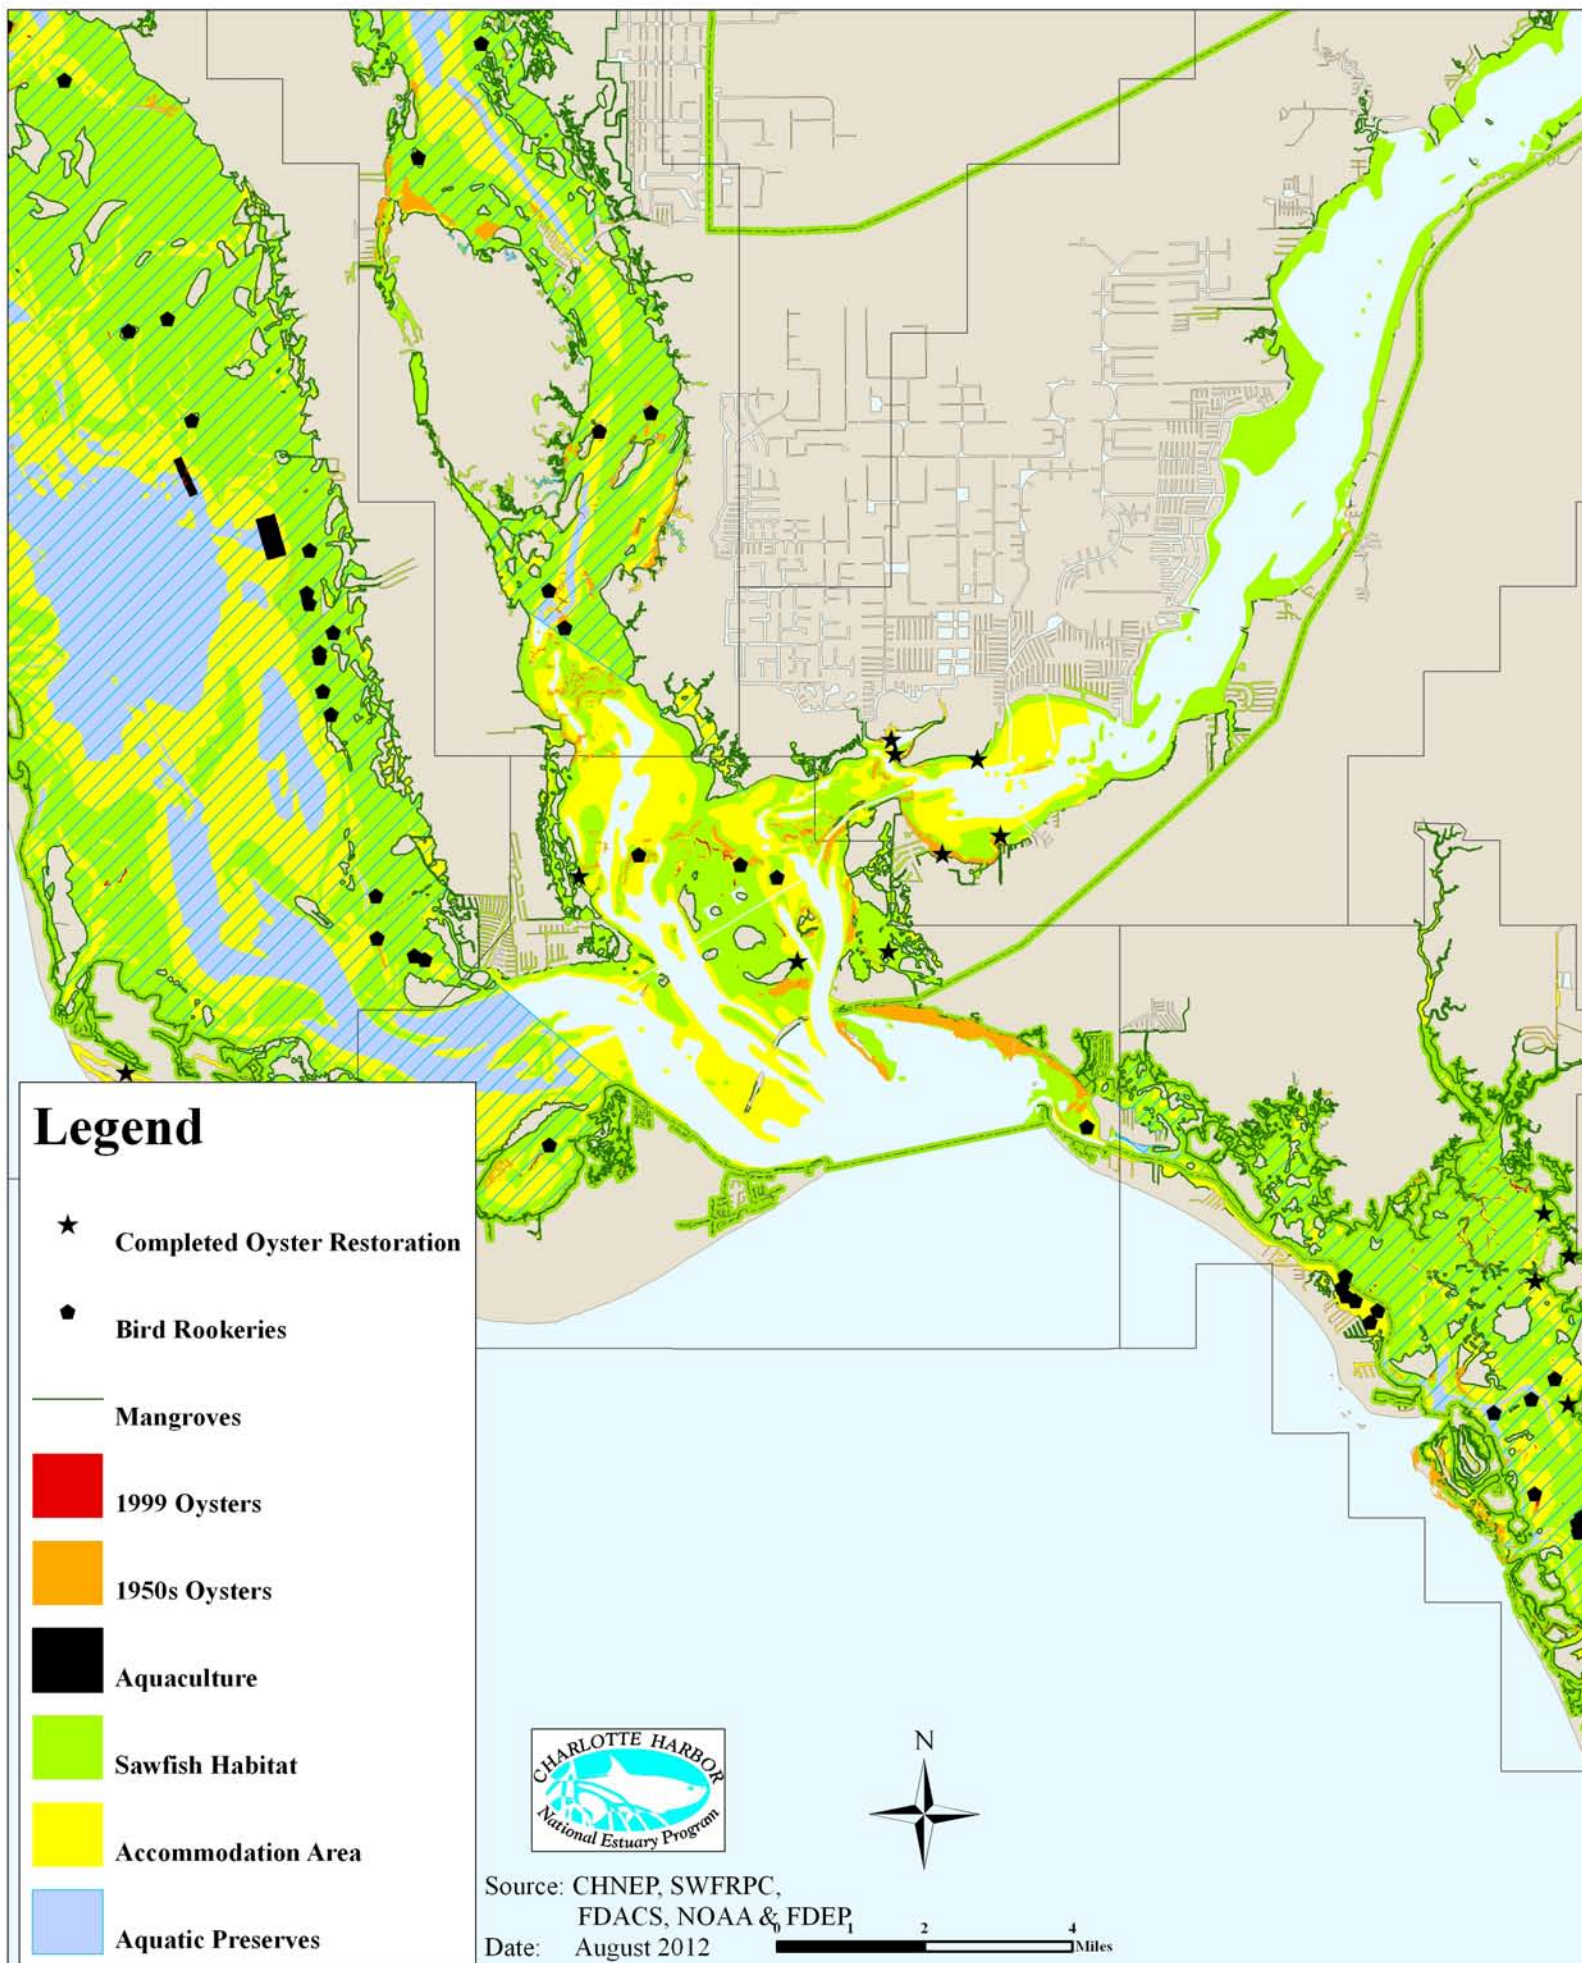 Legend
Completed Oyster Restoration
Bird Rookeries
Mangroves
1999 Oysters
1950s Oysters
Aquaculture
Sawfish Habitat
Accommodation Area
Aquatic Preserves
CHARLOTTE HARBOR
National Estuary Program
N
Source: CHNEP, SWFRPC,
FDACS, NOAA & FDEP
Date: August 2012
0 1 2 4
Miles